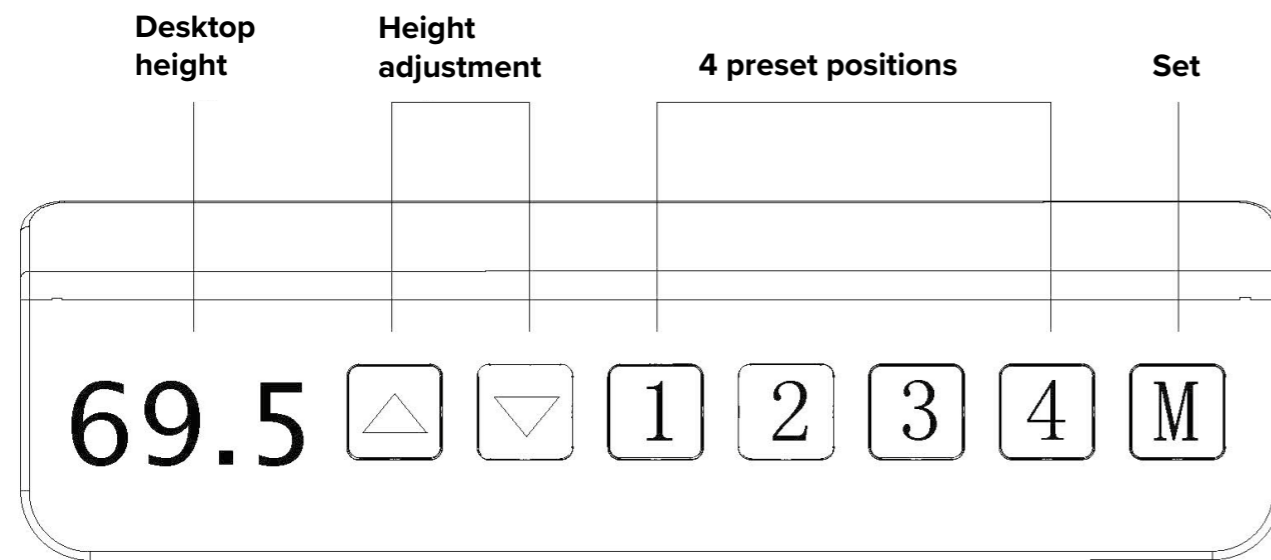 Desktop
height
Height
adjustment
4 preset positions
Set
69.5
1
2
3
4
M